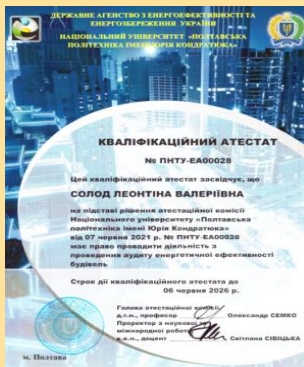 ДЕРЖАВНЕ АГЕНСТВО З ЕНЕРГОЕФЕКТИВНОСТІ ТА
ЕНЕРГОЗБЕРЕЖЕННЯ УКРАЇНИ
НАЦІОНАЛЬНИЙ УНІВЕРСИТЕТ «ПОЛТАВСЬКА
ПОЛІТЕХНІКА ІМЕНІ ЮРІЯ КОНДРАТЮКА»
КВАЛІФІКАЦІЙНИЙ АТЕСТАТ
№ ПНТУ-ЕА00028
Цей кваліфікаційний атестат засвідчує, що
СОЛОД ЛЕОНТІНА ВАЛЕРІЇВНА
на підставі рішення атестаційної комісії
Національного університету «Полтавська
політехніка імені Юрія Кондратюка»
від 07 червня 2021 р. № ПНТУ-ЕА00028
має право провадити діяльність з
проведення аудиту енергетичної ефективності
будівель
Строк дії кваліфікаційного атестата до
06 червня 2026 р.
Голова атестаційної комісії
д.т.н., професор Олександр СЕМКО
Проректор з наукової та
міжнародної роботи
к.е.н., доцент Світлана СІВІЦЬКА
м. Полтава